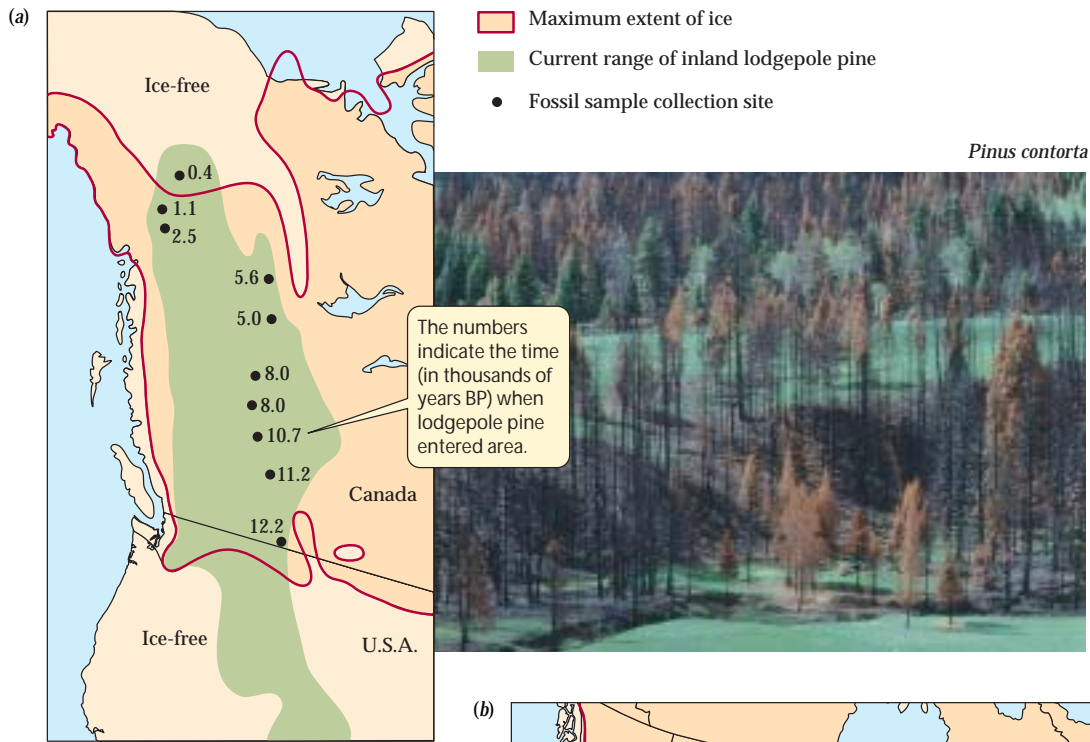 (a)
Maximum extent of ice
Current range of inland lodgepole pine
Fossil sample collection site
Pinus contorta
Ice-free
0.4
1.1
2.5
5.6
5.0
The numbers
indicate the time
(in thousands of
years BP) when
lodgepole pine
entered area.
8.0
8.0
10.7
11.2
Canada
12.2
Ice-free
U.S.A.
(b)